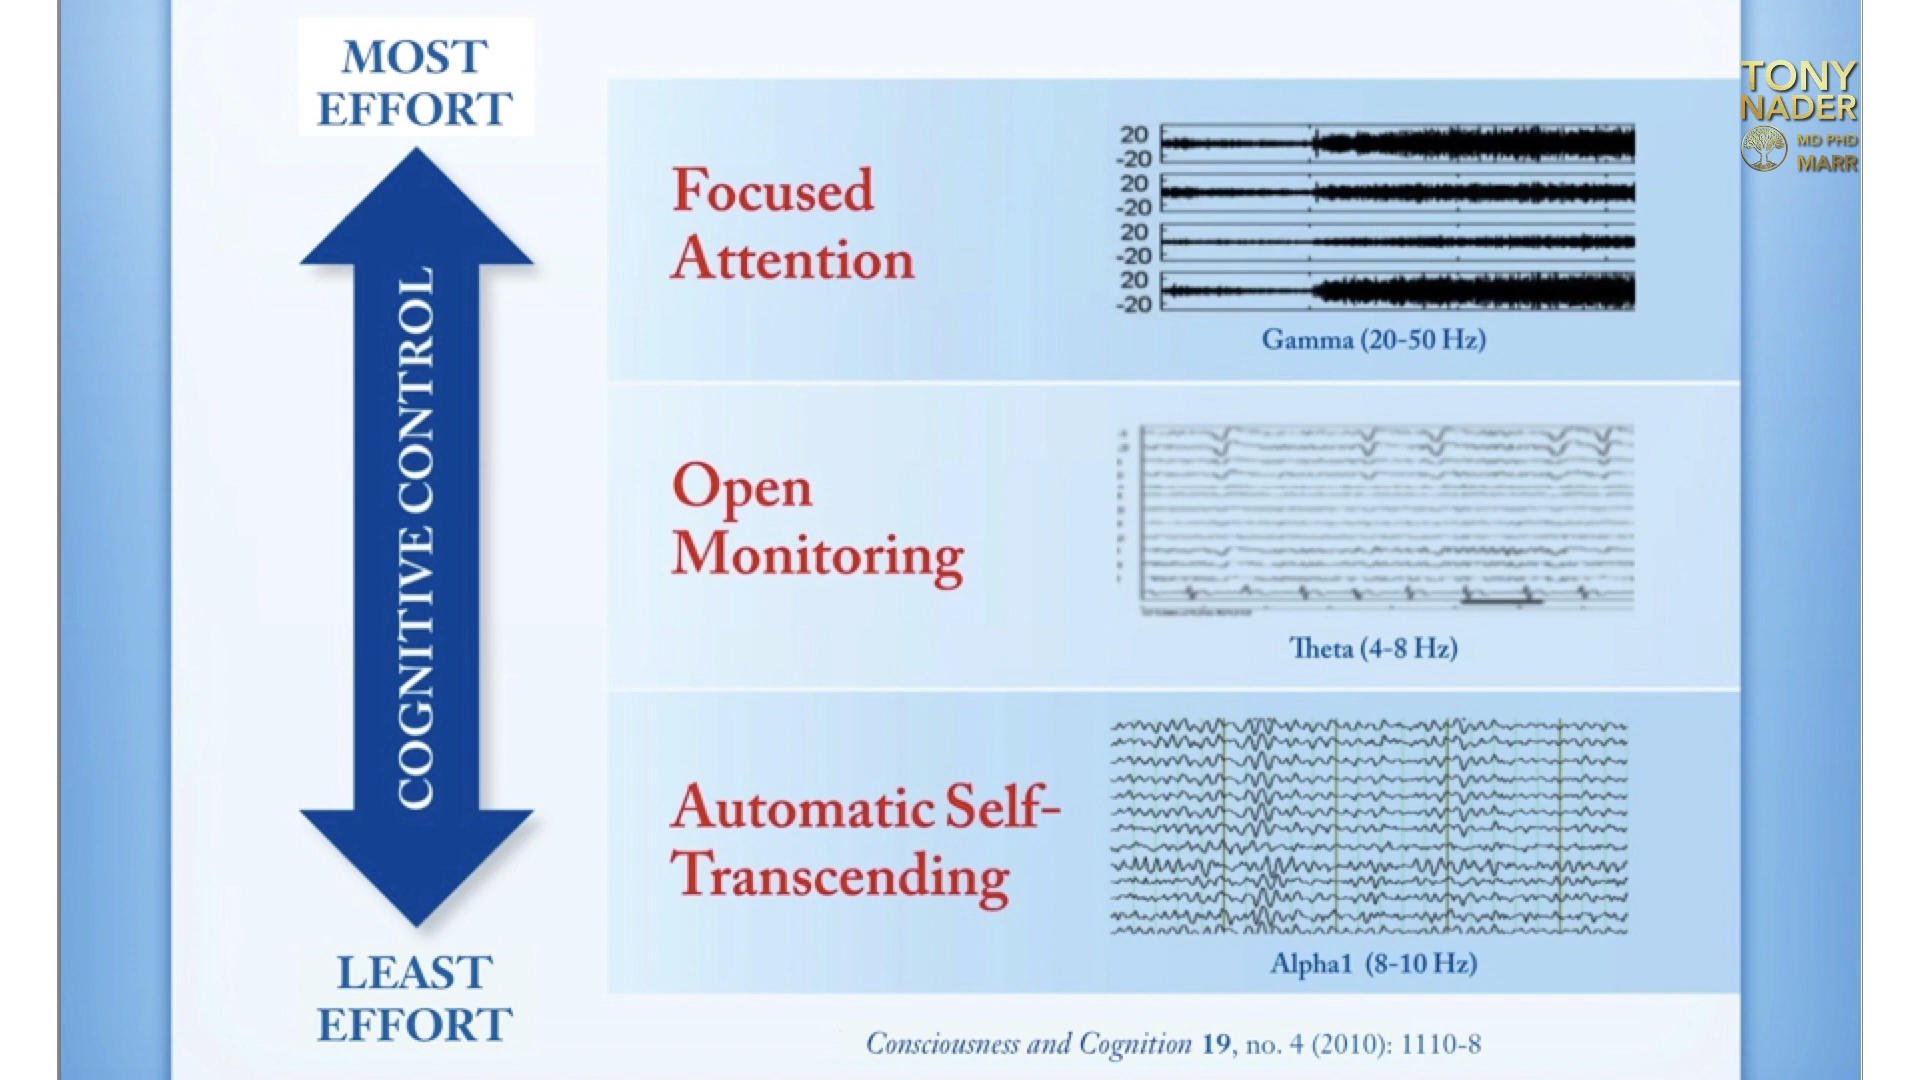 MOST
EFFORT
COGNITIVE CONTROL
LEAST
EFFORT
Focused
Attention
20
-20
20
-20
20
-20
20
-20
Gamma (20-50 Hz)
Open
Monitoring
Theta (4-8 Hz)
Automatic Self-
Transcending
Alpha1 (8-10 Hz)
Consciousness and Cognition 19, no. 4 (2010): 1110-8
TONY
NADER
MD PHD
MARR